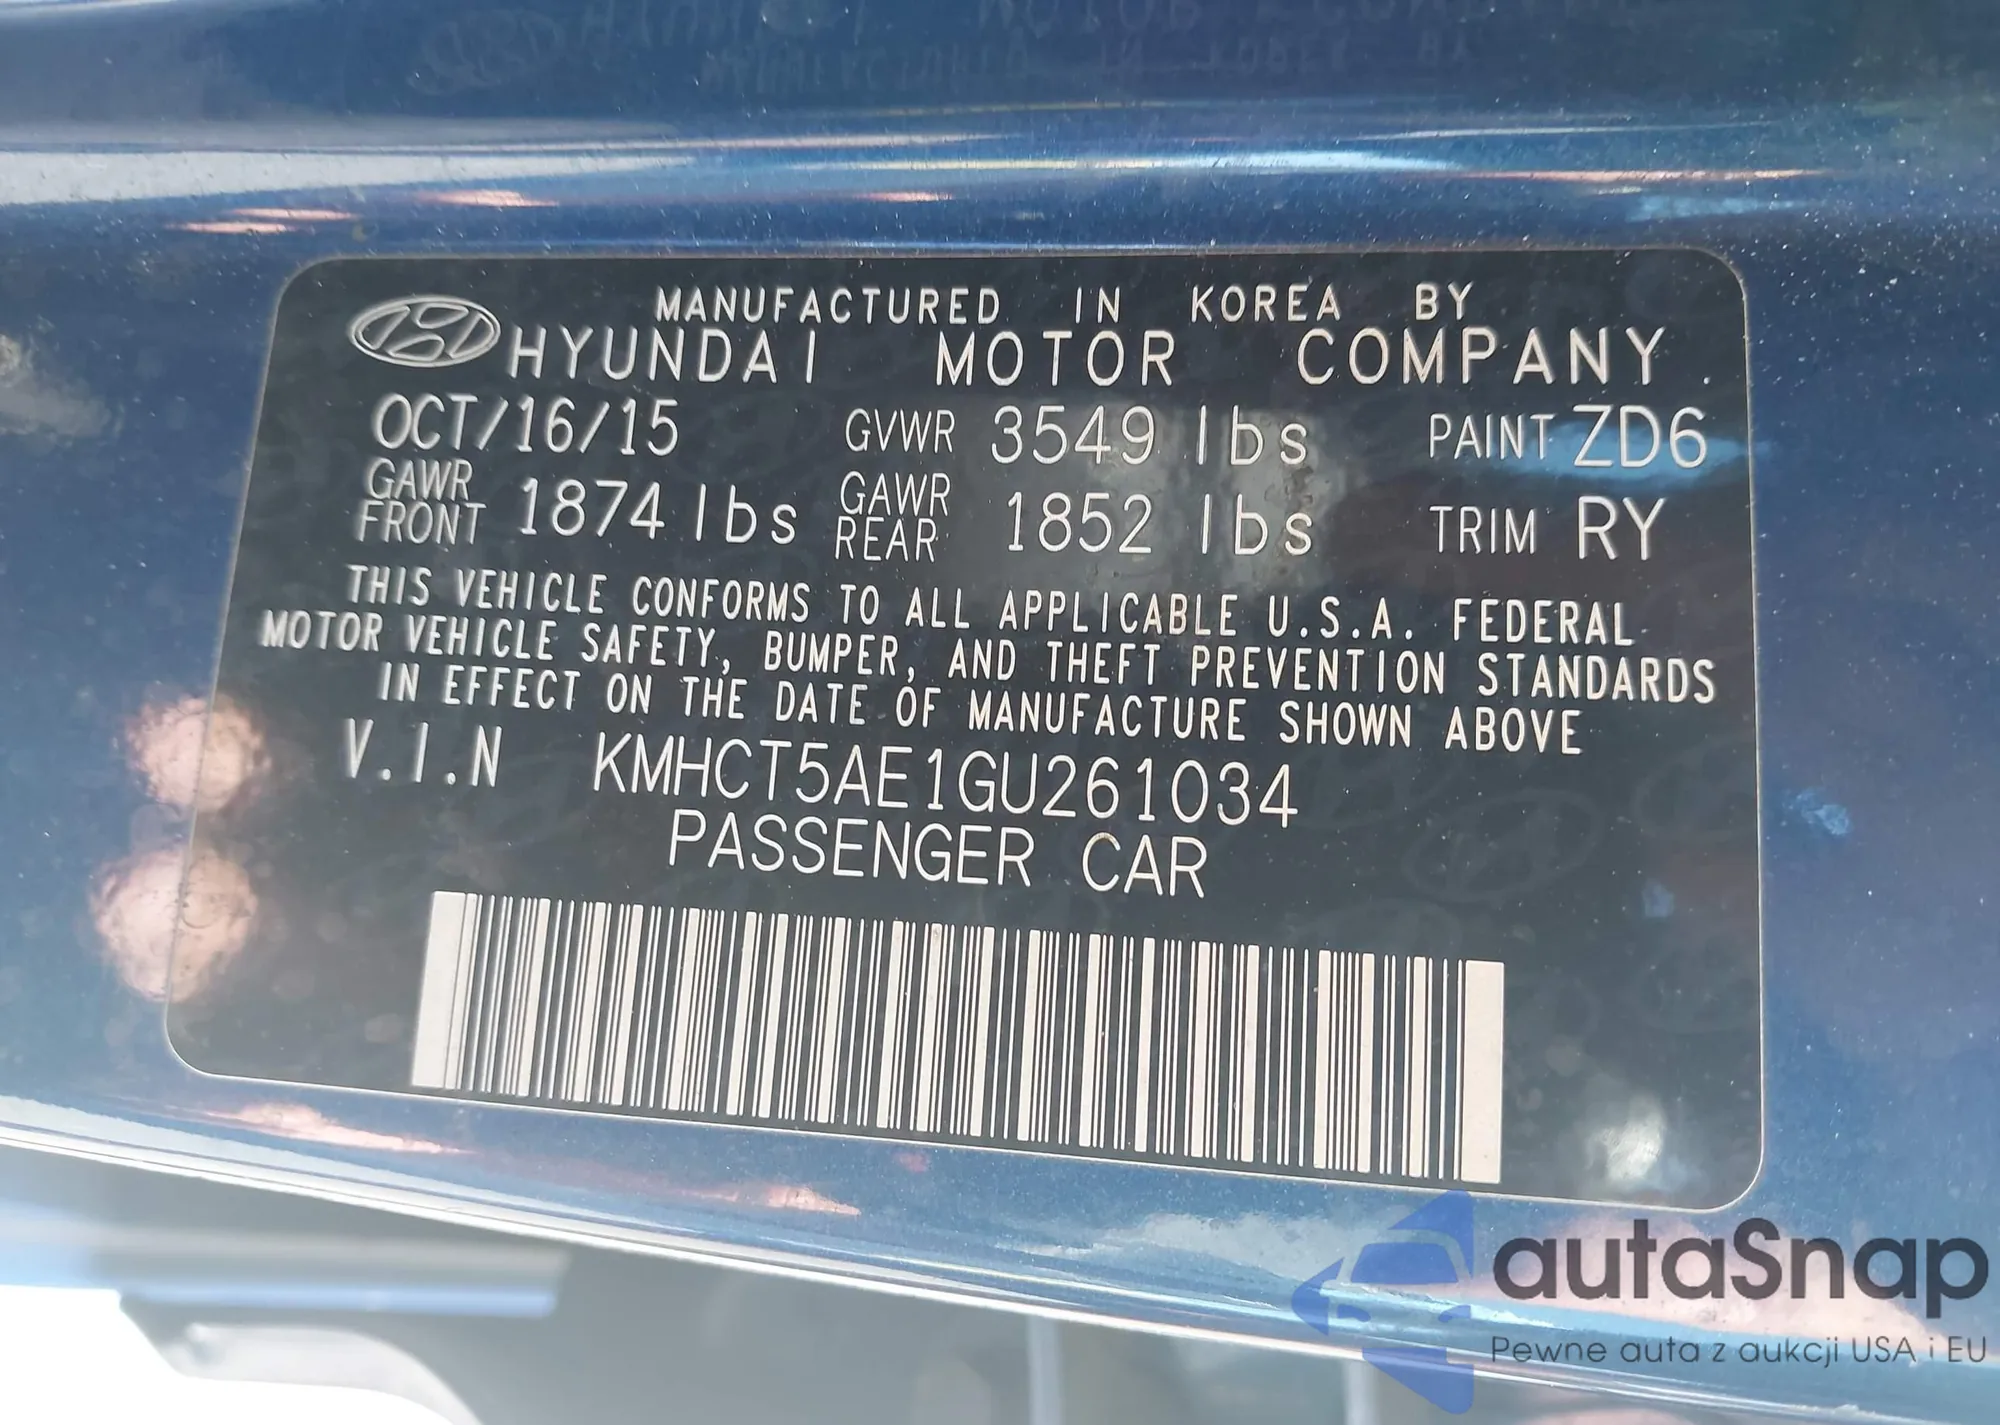 MANUFACTURED IN KOREA BY
HYUNDAI MOTOR COMPANY
OCT/16/15 GVWR 3549 lbs PAINT ZD6
GAWR FRONT 1874 lbs GAWR REAR 1852 lbs TRIM RY
THIS VEHICLE CONFORMS TO ALL APPLICABLE U.S.A. FEDERAL
MOTOR VEHICLE SAFETY, BUMPER, AND THEFT PREVENTION STANDARDS
IN EFFECT ON THE DATE OF MANUFACTURE SHOWN ABOVE
V.I.N KMHCT5AE1GU261034
PASSENGER CAR
autaSnap
Pewne auta z aukcji USA i EU